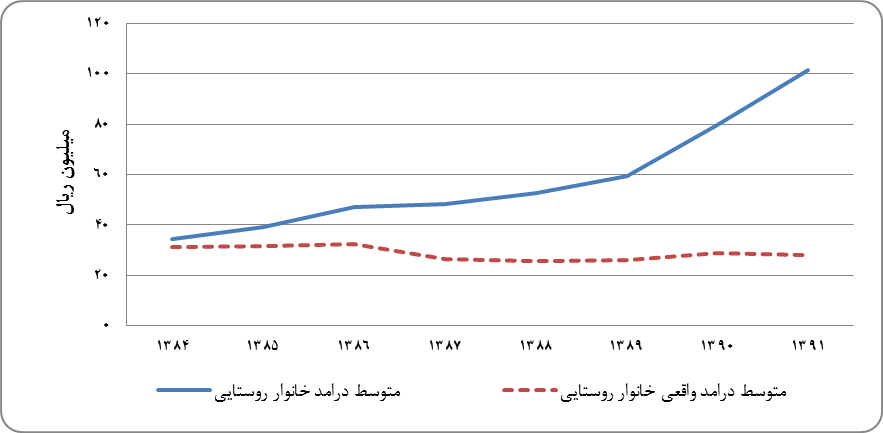 میلیون ریال
۱۲۰
۱۰۰
۸۰
۶۰
۴۰
۲۰
۰
۱۳۸۴ ۱۳۸۵ ۱۳۸۶ ۱۳۸۷ ۱۳۸۸ ۱۳۸۹ ۱۳۹۰ ۱۳۹۱
متوسط درامد خانوار روستایی
متوسط درامد واقعی خانوار روستایی